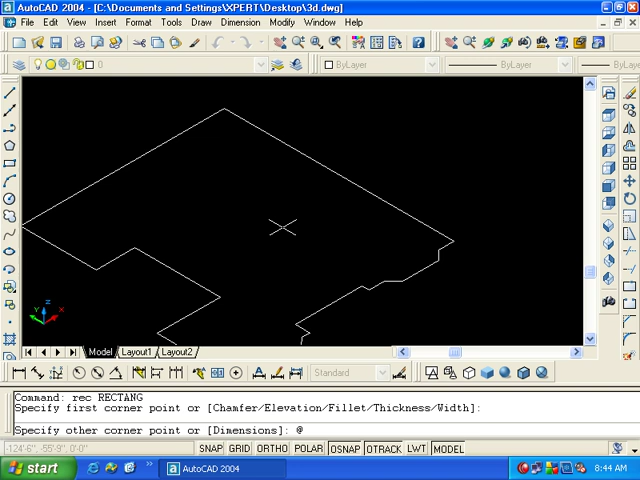 AutoCAD 2004 - [C:\Documents and Settings\XPERT\Desktop\3d.dwg]
File Edit View Insert Format Tools Draw Dimension Modify Window Help
0 ByLayer ByLayer ByLayer
Y Z X
Model Layout1 Layout2
Standard
Command: rec RECTANG
Specify first corner point or [Chamfer/Elevation/Fillet/Thickness/Width]:
Specify other corner point or [Dimensions]: @
-124'-6", -55'-9", 0'-0" SNAP GRID ORTHO POLAR OSNAP OTRACK LWT MODEL
start AutoCAD 2004 8:44 AM